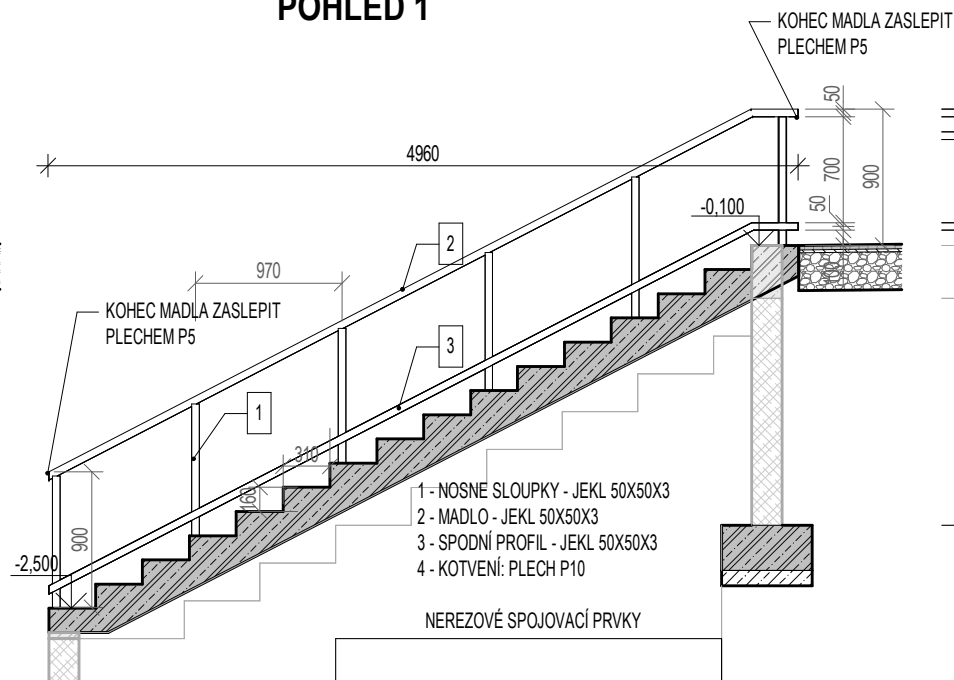 POHLED 1
KOHEC MADLA ZASLEPIT
PLECHEM P5
4960
50
700
900
50
-0,100
2
970
KOHEC MADLA ZASLEPIT
PLECHEM P5
3
1
310
160
900
-2,500
1 - NOSNE SLOUPKY - JEKL 50X50X3
2 - MADLO - JEKL 50X50X3
3 - SPODNÍ PROFIL - JEKL 50X50X3
4 - KOTVENÍ: PLECH P10
NEREZOVÉ SPOJOVACÍ PRVKY